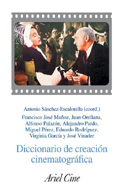 Antonio Sánchez-Escalonilla (coord.)
Francisco José Muñoz, Juan Orellana,
Alfonso Palazón, Alejandro Pardo,
Miguel Pérez, Eduardo Rodríguez,
Virginia García y José Vinader
Diccionario de creación
cinematográfica
Ariel Cine